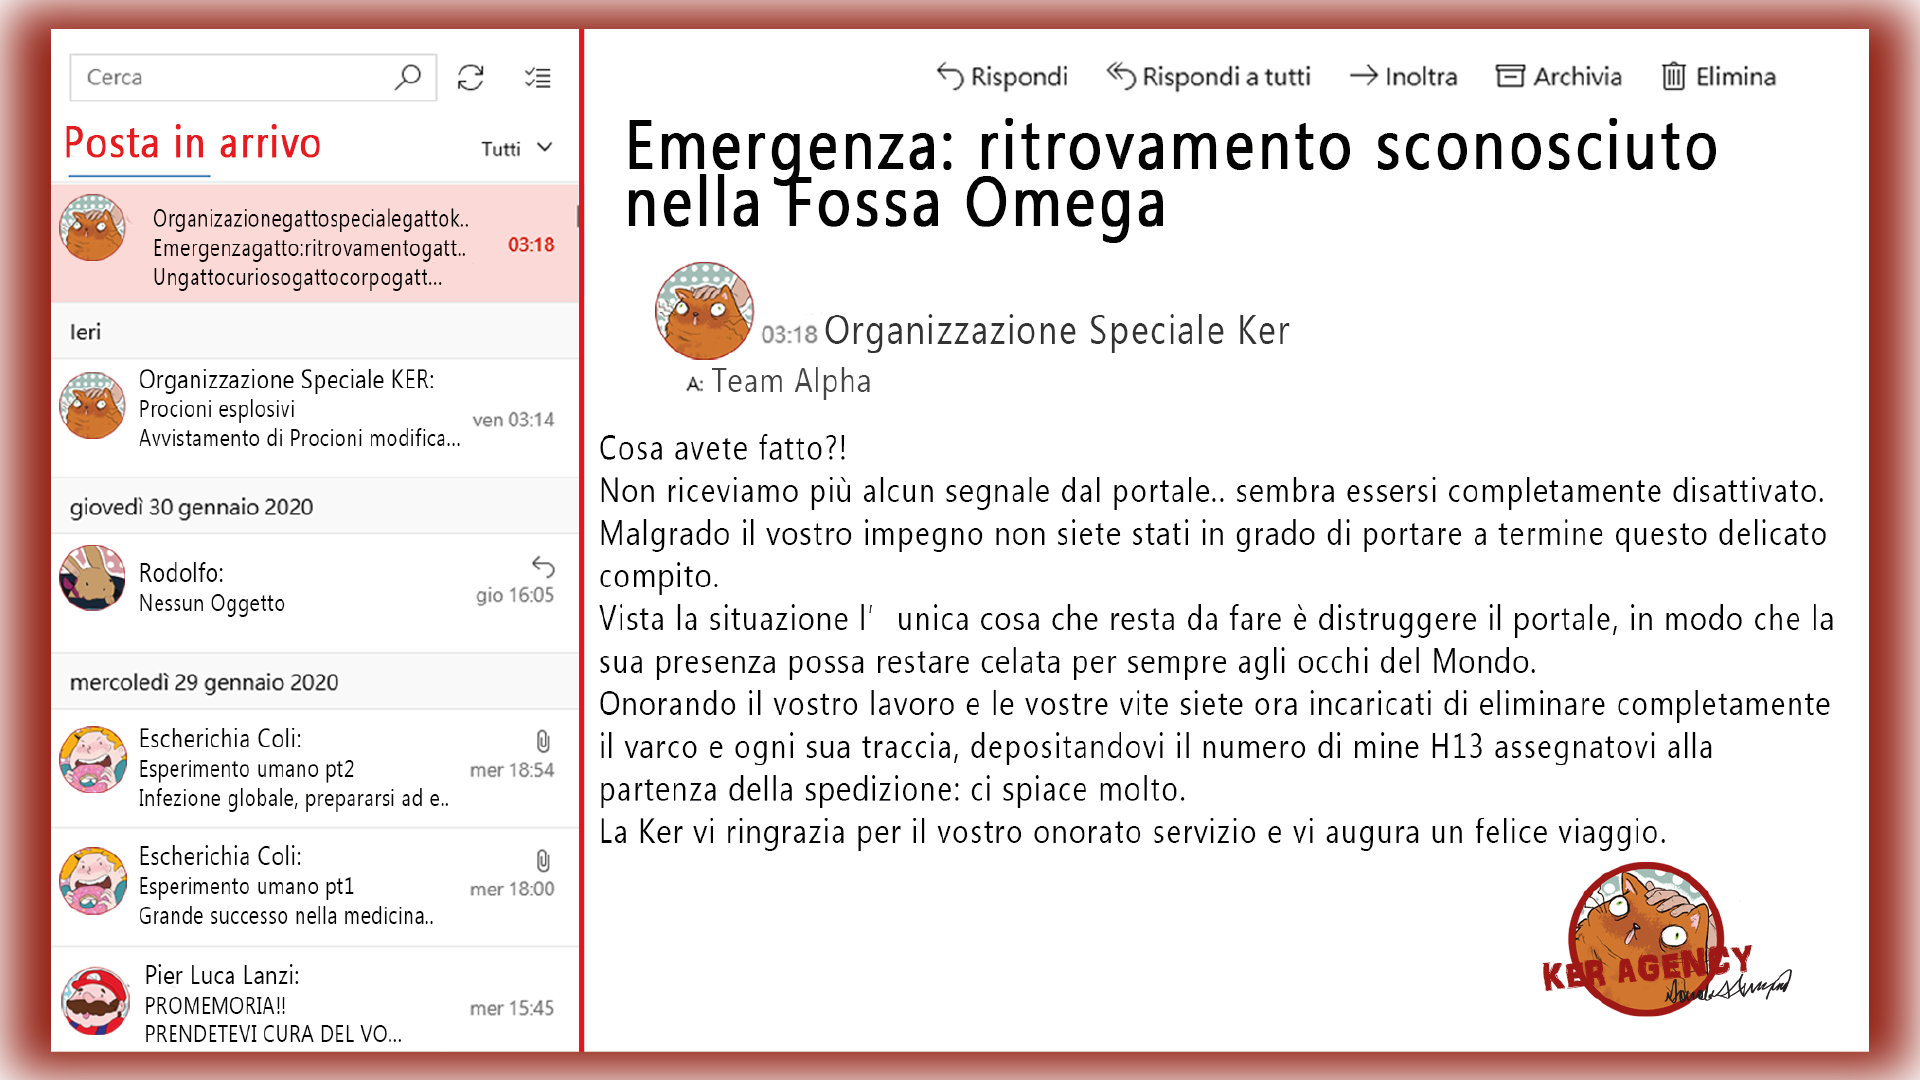 Cerca
Posta in arrivo
Tutti
Organizazionegattospecialegattok..
Emergenzagatto:ritrovamentogatt..
03:18
Ungattocuriosogattocorpogatt...
Ieri
Organizzazione Speciale KER:
Procioni esplosivi
ven 03:14
Avvistamento di Procioni modifica...
giovedì 30 gennaio 2020
Rodolfo:
Nessun Oggetto
gio 16:05
mercoledì 29 gennaio 2020
Escherichia Coli:
Esperimento umano pt2
mer 18:54
Infezione globale, prepararsi ad e..
Escherichia Coli:
Esperimento umano pt1
mer 18:00
Grande successo nella medicina..
Pier Luca Lanzi:
PROMEMORIA!!
mer 15:45
PRENDETEVI CURA DEL VO...
Rispondi Rispondi a tutti Inoltra Archivia Elimina
Emergenza: ritrovamento sconosciuto
nella Fossa Omega
03:18 Organizzazione Speciale Ker
A: Team Alpha
Cosa avete fatto?!
Non riceviamo più alcun segnale dal portale.. sembra essersi completamente disattivato.
Malgrado il vostro impegno non siete stati in grado di portare a termine questo delicato
compito.
Vista la situazione l' unica cosa che resta da fare è distruggere il portale, in modo che la
sua presenza possa restare celata per sempre agli occhi del Mondo.
Onorando il vostro lavoro e le vostre vite siete ora incaricati di eliminare completamente
il varco e ogni sua traccia, depositandovi il numero di mine H13 assegnatovi alla
partenza della spedizione: ci spiace molto.
La Ker vi ringrazia per il vostro onorato servizio e vi augura un felice viaggio.
KER AGENCY